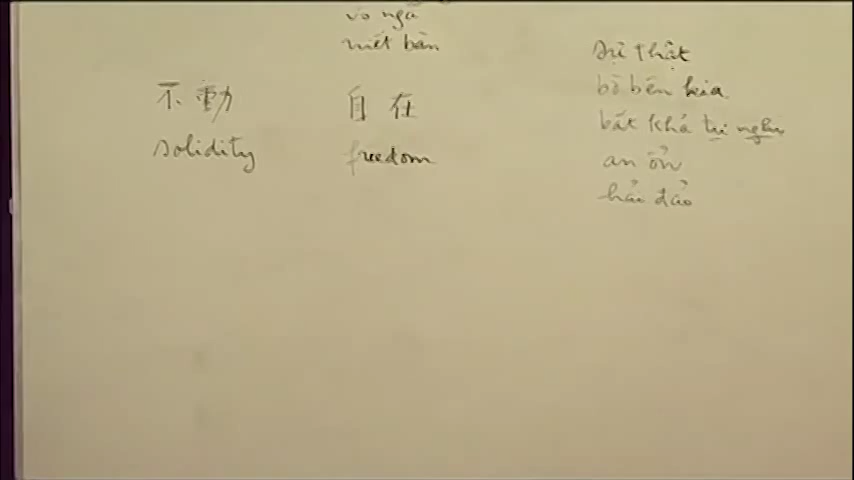 vô ngã
niết bàn
不動
solidity
自在
freedom
sự thật
bờ bên kia
bất khả tư nghị
an ổn
hải đảo